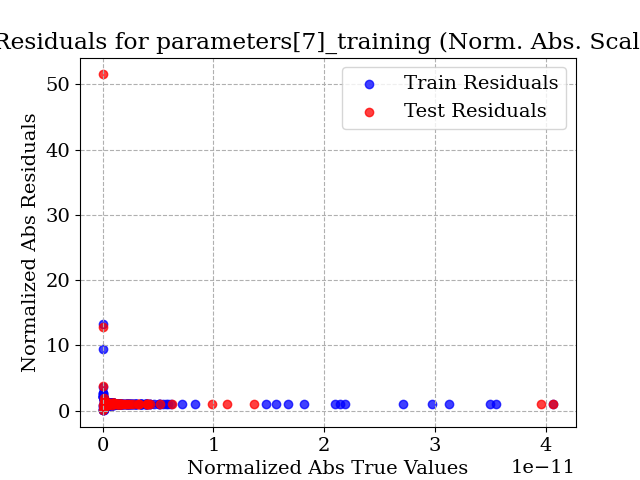 Residuals for parameters[7]_training (Norm. Abs. Scal
Train Residuals
Test Residuals
Normalized Abs Residuals
50
40
30
20
10
0
0 1 2 3 4
1e−11
Normalized Abs True Values